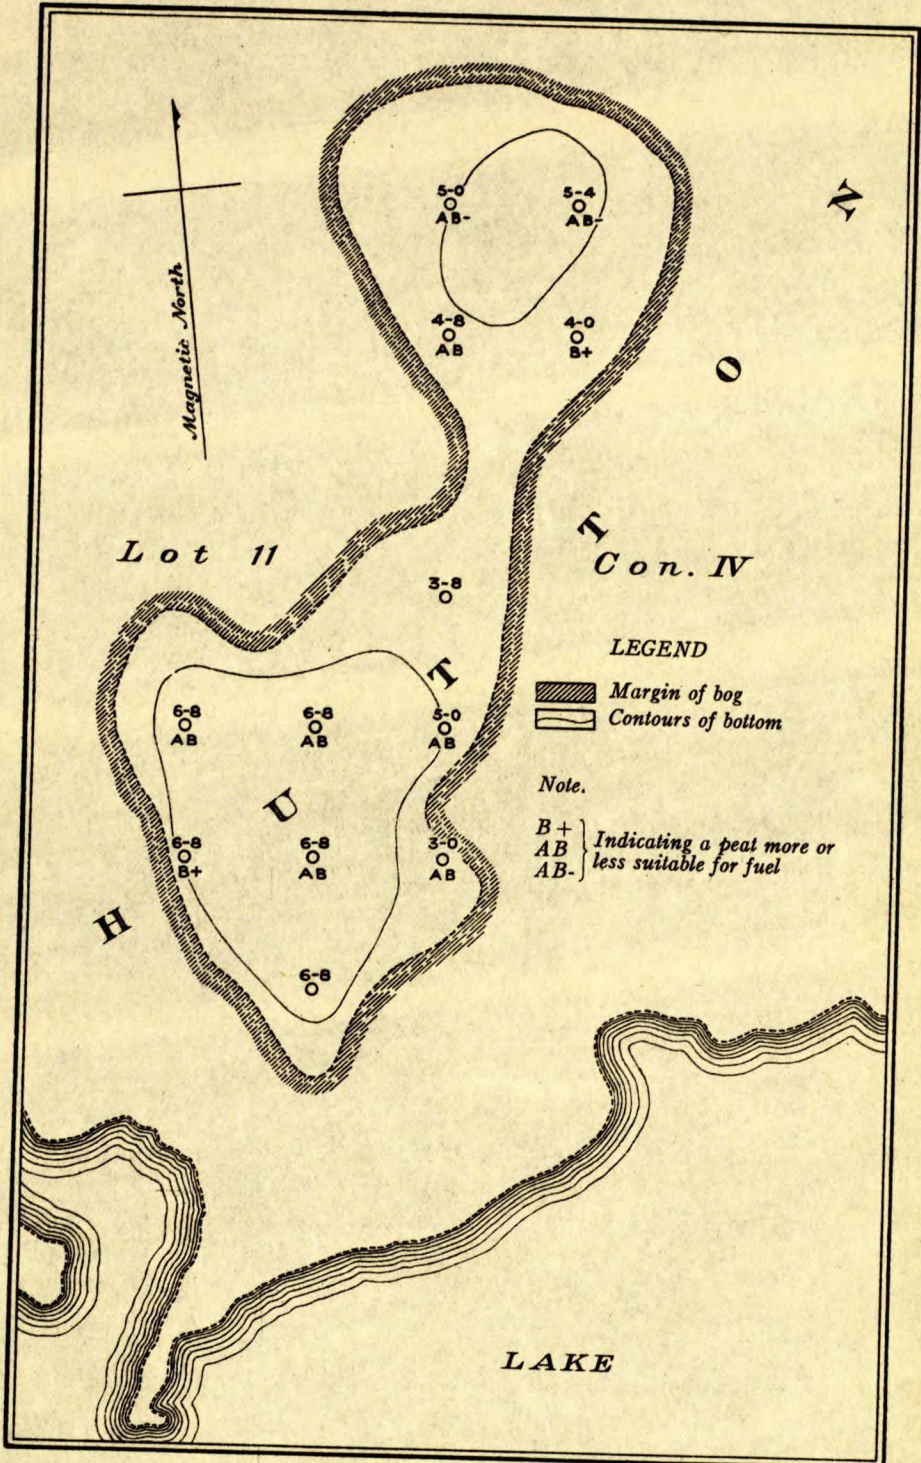 N
5-0
AB-
5-4
AB-
Magnetic North
4-8
AB
4-0
B+
O
T
Lot 11
Con. IV
3-8
LEGEND
T
Margin of bog
Contours of bottom
6-8
AB
6-8
AB
5-0
AB
Note.
U
B+
AB
AB-
Indicating a peat more or
less suitable for fuel
6-8
B+
6-8
AB
3-0
AB
H
6-8
LAKE